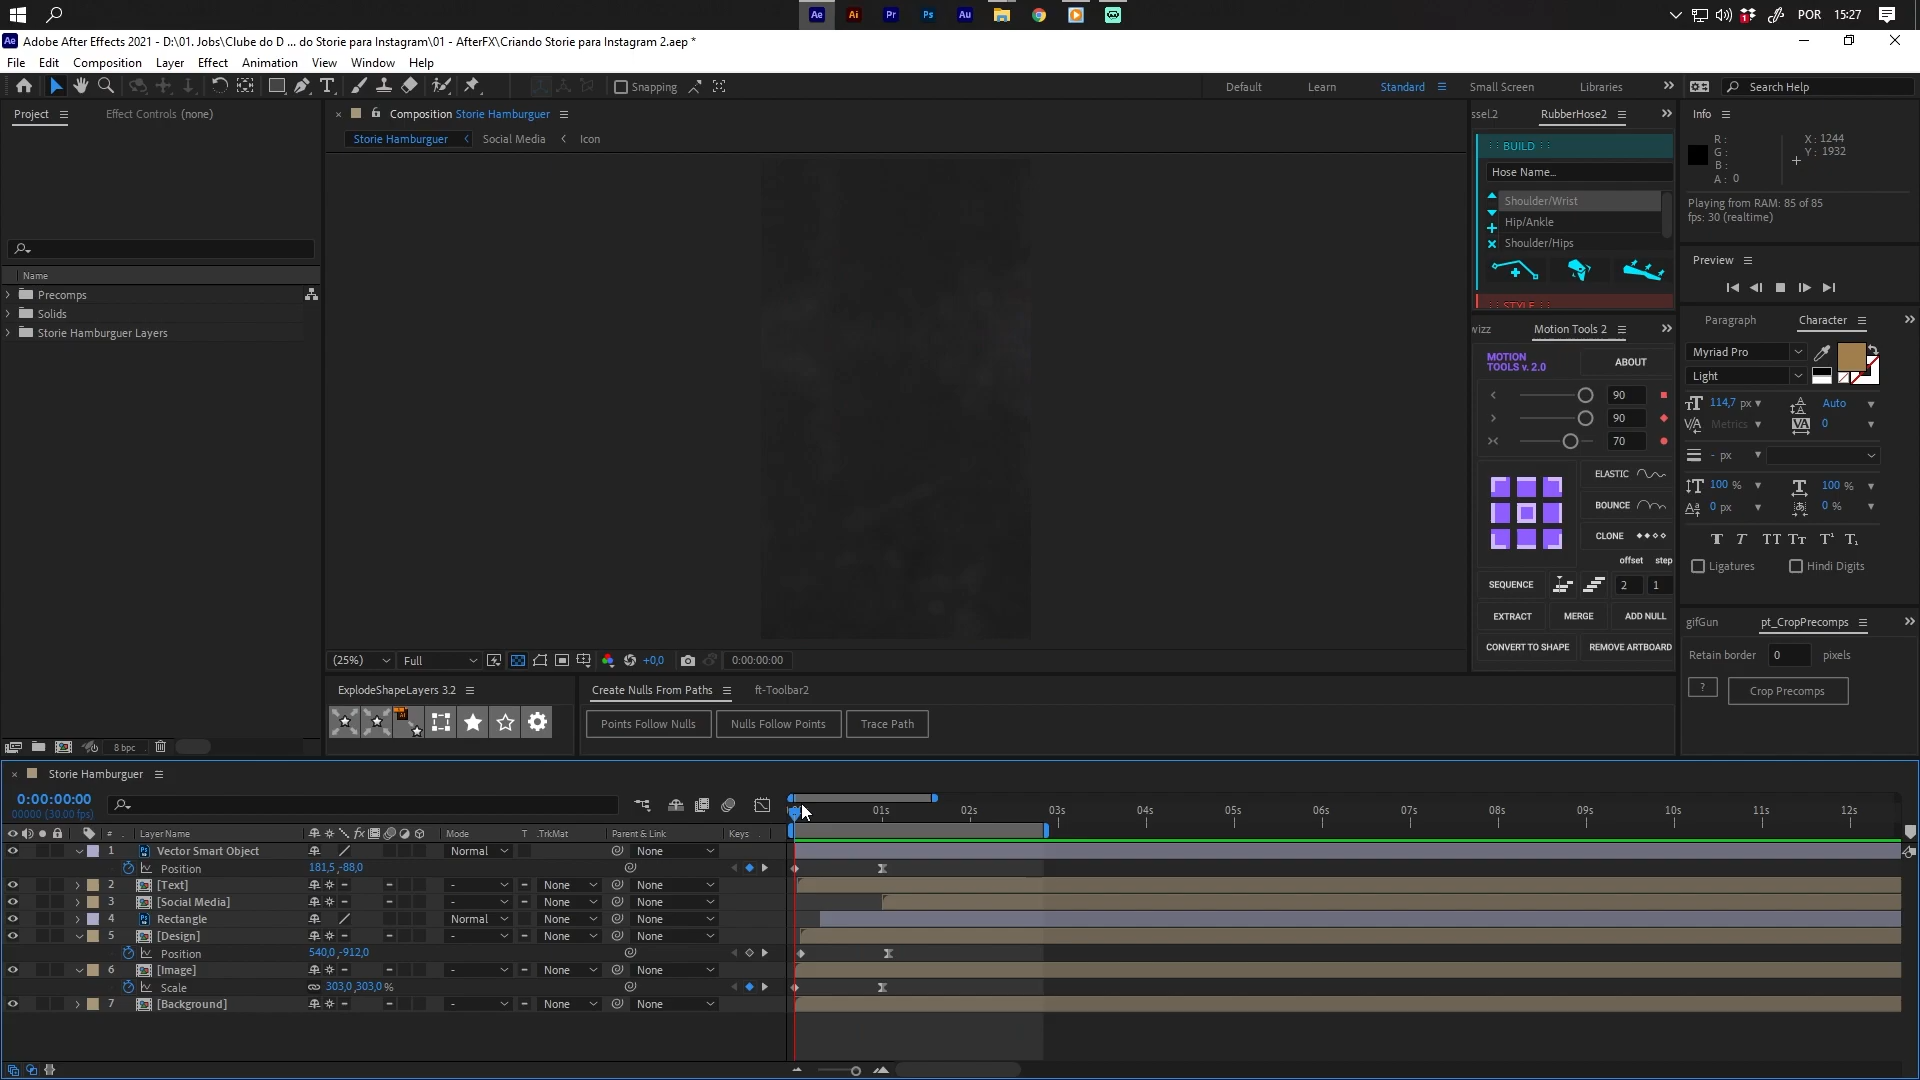 POR 15:27
Adobe After Effects 2021 - D:\01. Jobs\Clube do D ... do Storie para Instagram\01 - AfterFX\Criando Storie para Instagram 2.aep *
File Edit Composition Layer Effect Animation View Window Help
Snapping Default Learn Standard Small Screen Libraries Search Help
Project Effect Controls (none) Composition Storie Hamburguer
ssel.2 RubberHose2 Info
Storie Hamburguer Social Media Icon
BUILD
Hose Name...
Shoulder/Wrist
Hip/Ankle
Shoulder/Hips
R:
G:
B:
A: 0
X: 1244
Y: 1932
Playing from RAM: 85 of 85
fps: 30 (realtime)
Preview
Name
Precomps
Solids
Storie Hamburguer Layers
wizz Motion Tools 2
MOTION
TOOLS v. 2.0
ABOUT
90
90
70
ELASTIC
BOUNCE
CLONE
offset step
SEQUENCE 2 1
EXTRACT MERGE ADD NULL
CONVERT TO SHAPE REMOVE ARTBOARD
Paragraph Character
Myriad Pro
Light
114,7 px Auto
Metrics 0
- px
100 % 100 %
0 px 0 %
Ligatures Hindi Digits
gifGun pt_CropPrecomps
Retain border 0 pixels
? Crop Precomps
(25%) Full +0,0 0:00:00:00
ExplodeShapeLayers 3.2 Create Nulls From Paths ft-Toolbar2
Points Follow Nulls Nulls Follow Points Trace Path
8 bpc
Storie Hamburguer
0:00:00:00
00000 (30.00 fps)
01s 02s 03s 04s 05s 06s 07s 08s 09s 10s 11s 12s
# Layer Name Mode T .TrkMat Parent & Link Keys
1 Vector Smart Object Normal None
Position 181,5,-88,0
2 [Text] - None None
3 [Social Media] - None None
4 Rectangle Normal None None
5 [Design] - None None
Position 540,0,-912,0
6 [Image] - None None
Scale 303,0,303,0%
7 [Background] - None None